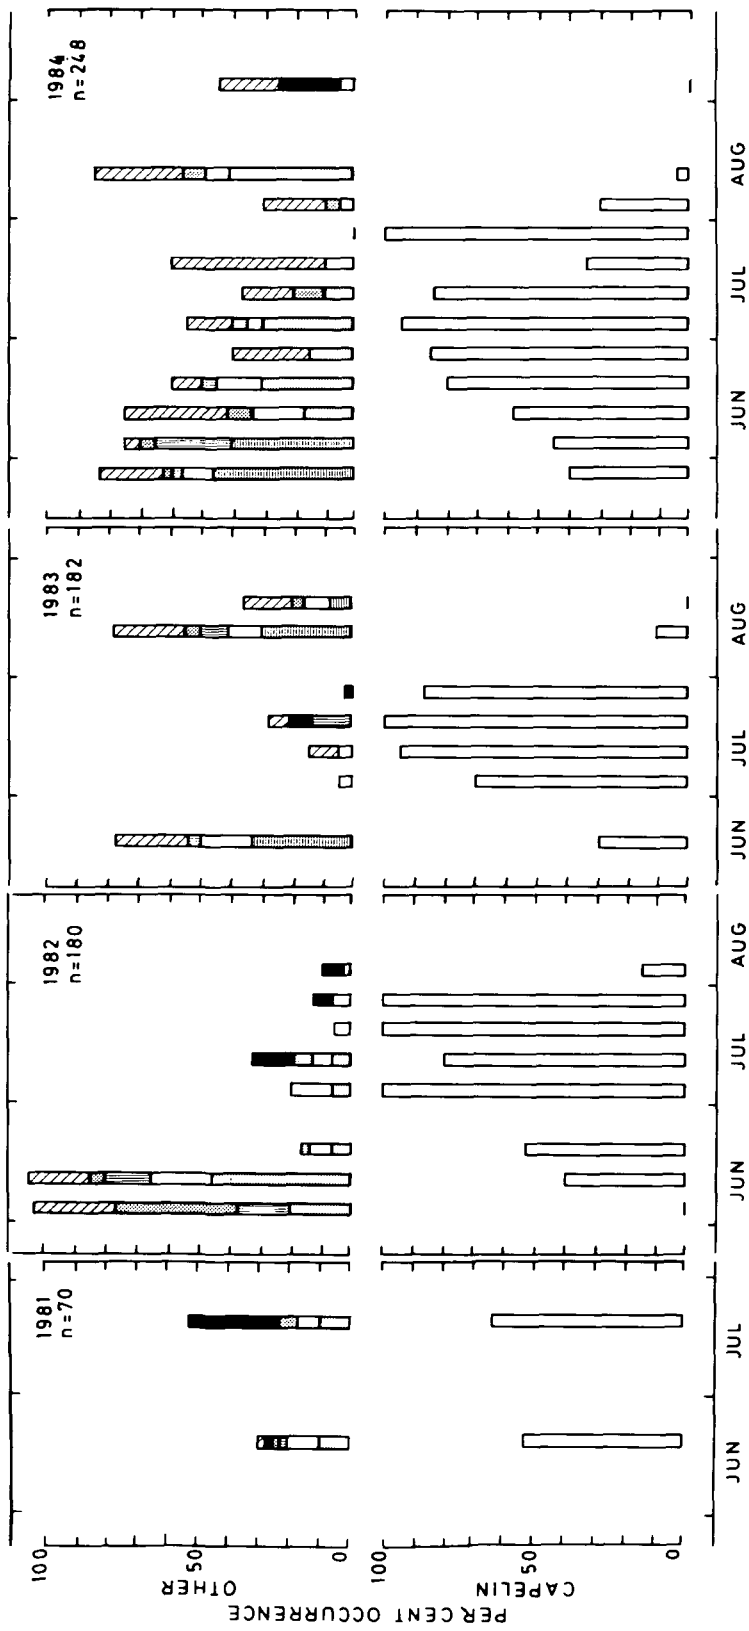 PER CENT OCCURRENCE
OTHER
CAPELIN
100
50
0
100
50
0
1981
n=70
1982
n=180
1983
n=182
1984
n=248
JUN
JUL
JUN
JUL
AUG
JUN
JUL
AUG
JUN
JUL
AUG